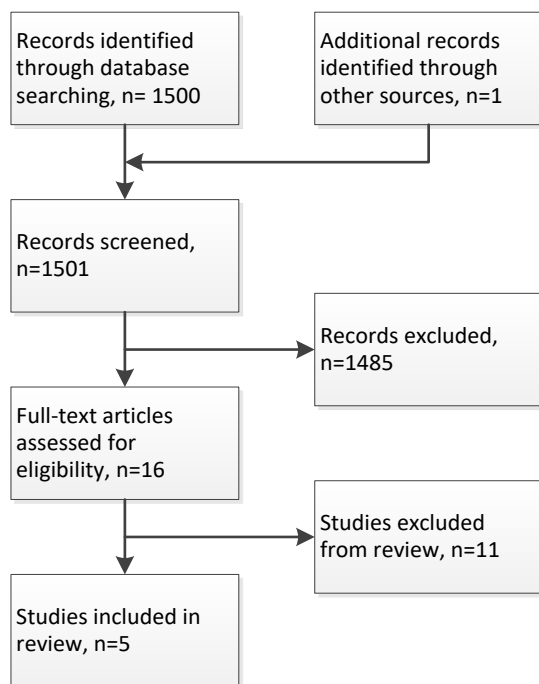 Records identified
through database
searching, n= 1500
Additional records
identified through
other sources, n=1
Records screened,
n=1501
Records excluded,
n=1485
Full-text articles
assessed for
eligibility, n=16
Studies excluded
from review, n=11
Studies included in
review, n=5